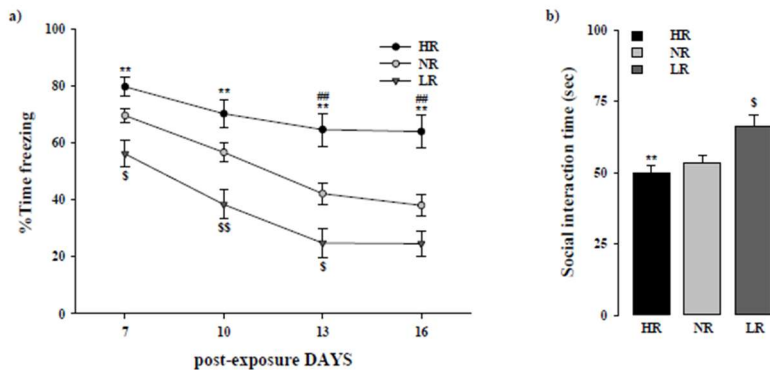 a)
%Time freezing
100
80
60
40
20
0
HR
NR
LR
**
**
##
**
##
**
$
$$
$
7 10 13 16
post-exposure DAYS
b)
Social interaction time (sec)
100
75
50
25
0
HR
NR
LR
**
$
HR NR LR